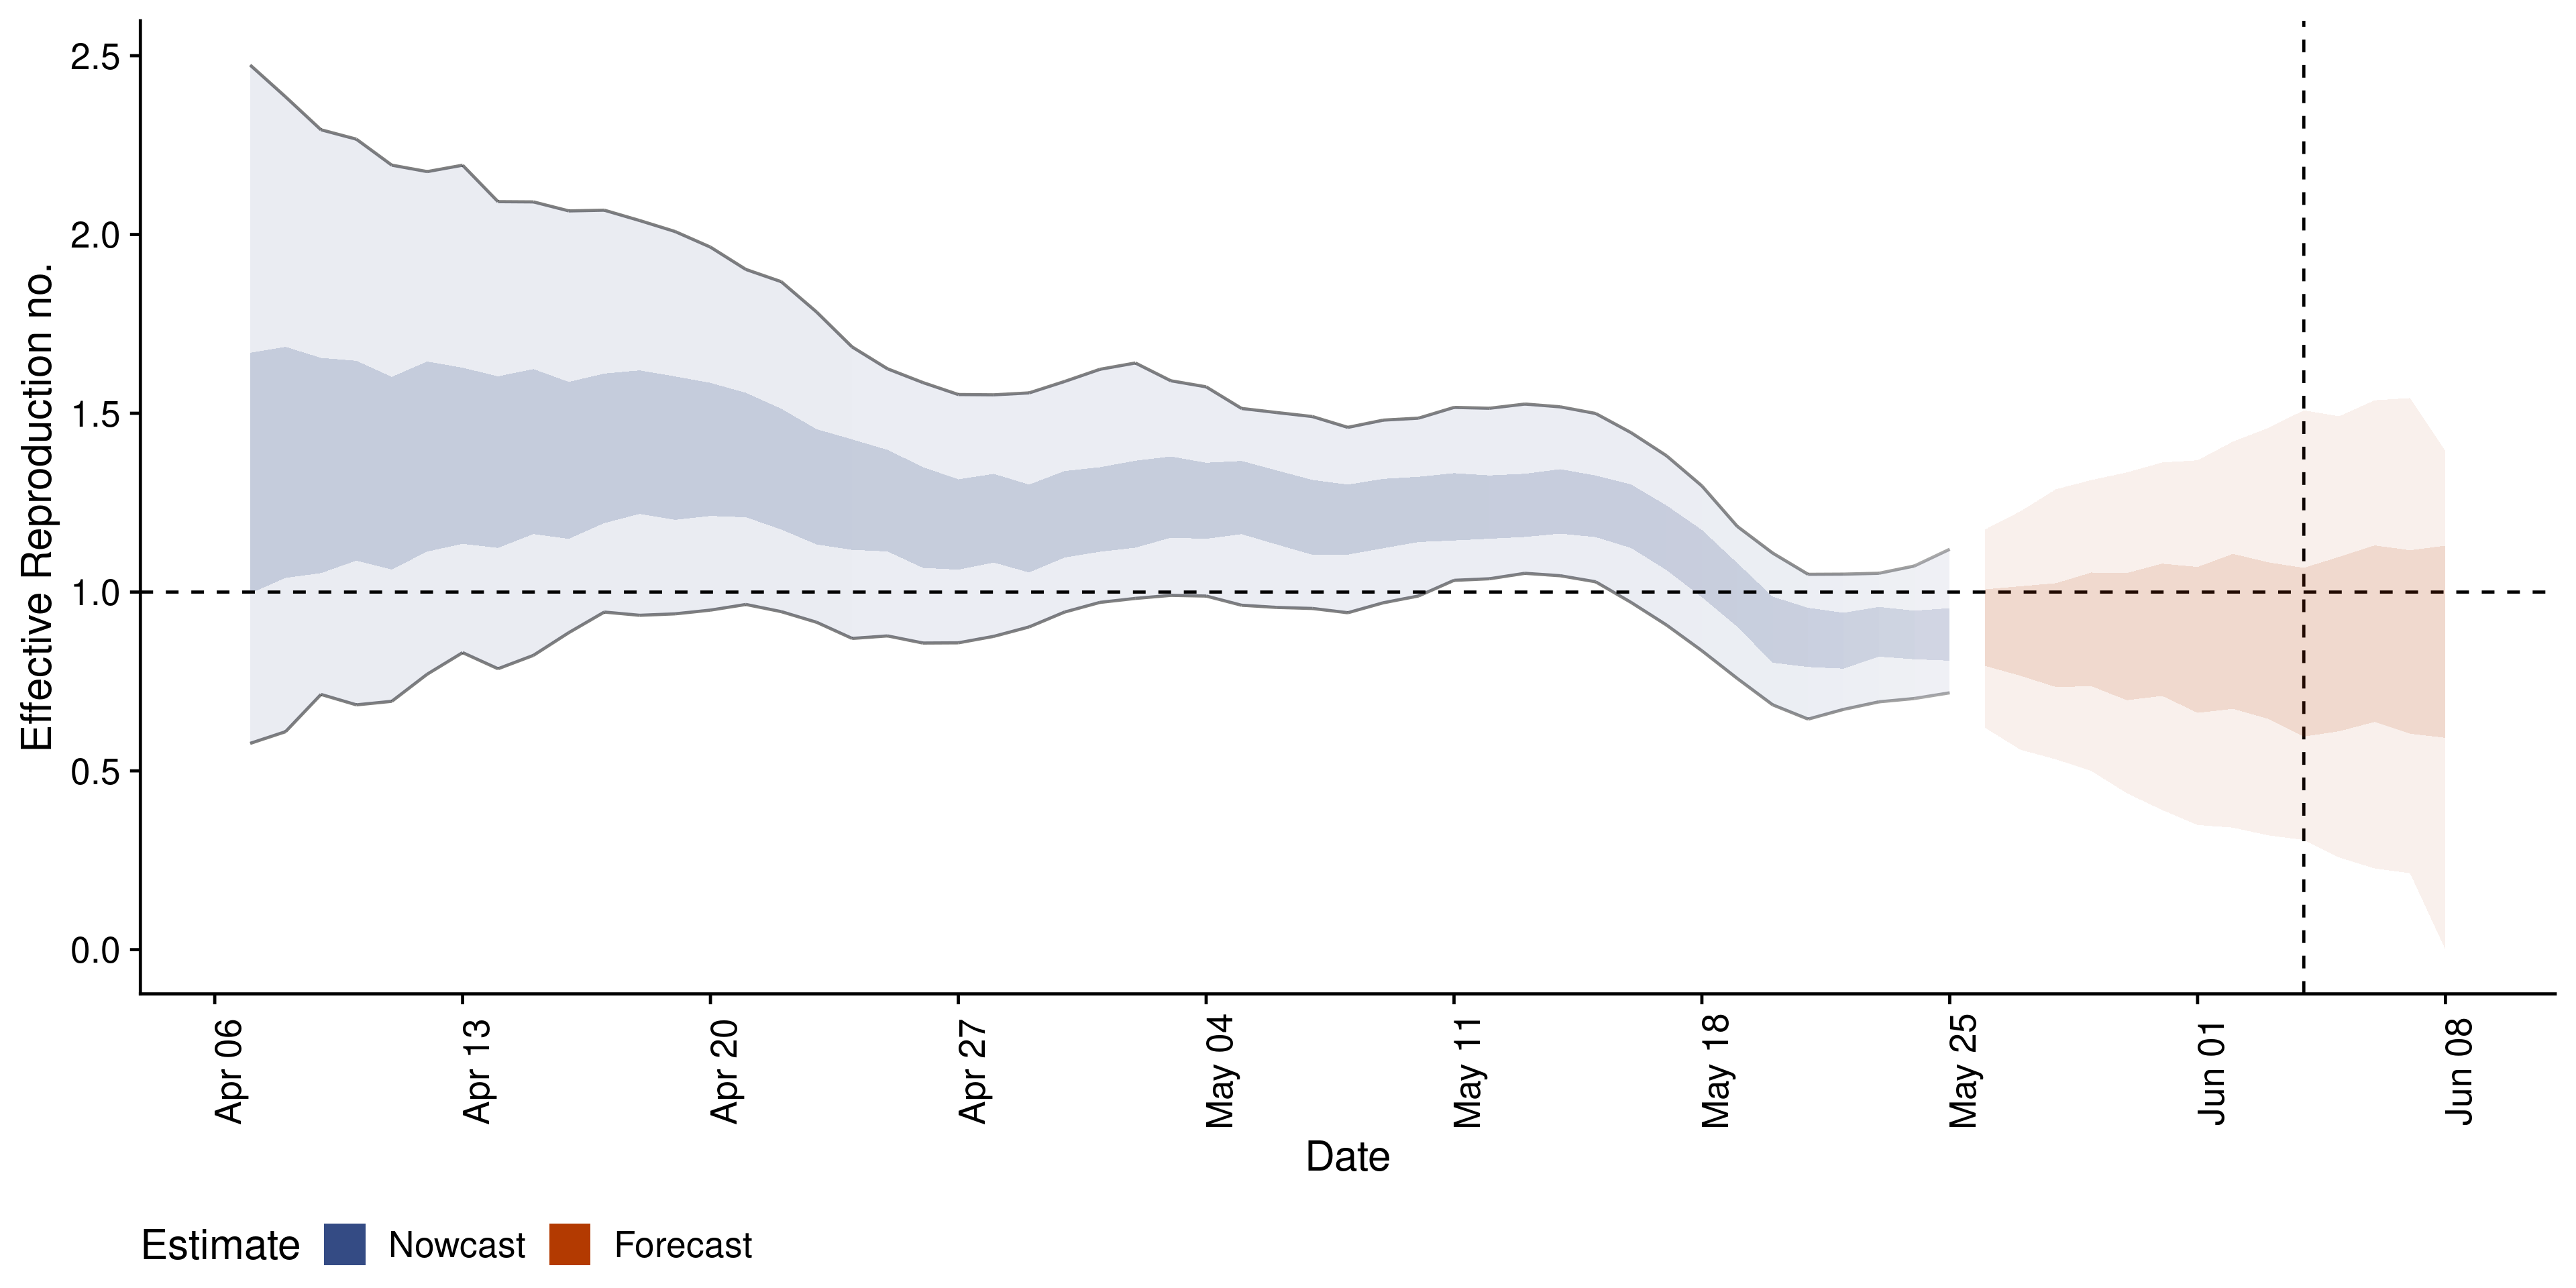 Effective Reproduction no.
2.5
2.0
1.5
1.0
0.5
0.0
Apr 06
Apr 13
Apr 20
Apr 27
May 04
May 11
May 18
May 25
Jun 01
Jun 08
Date
Estimate Nowcast Forecast